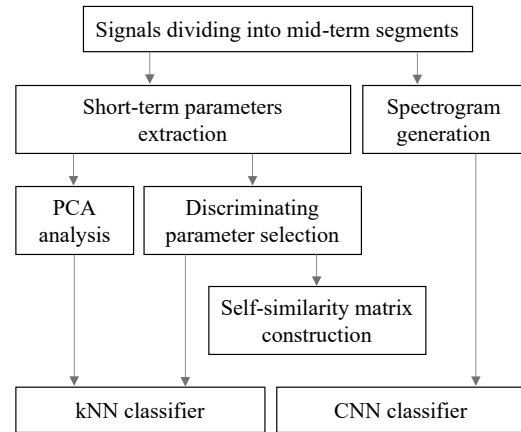 Signals dividing into mid-term segments
Short-term parameters
extraction
Spectrogram
generation
PCA
analysis
Discriminating
parameter selection
Self-similarity matrix
construction
kNN classifier
CNN classifier